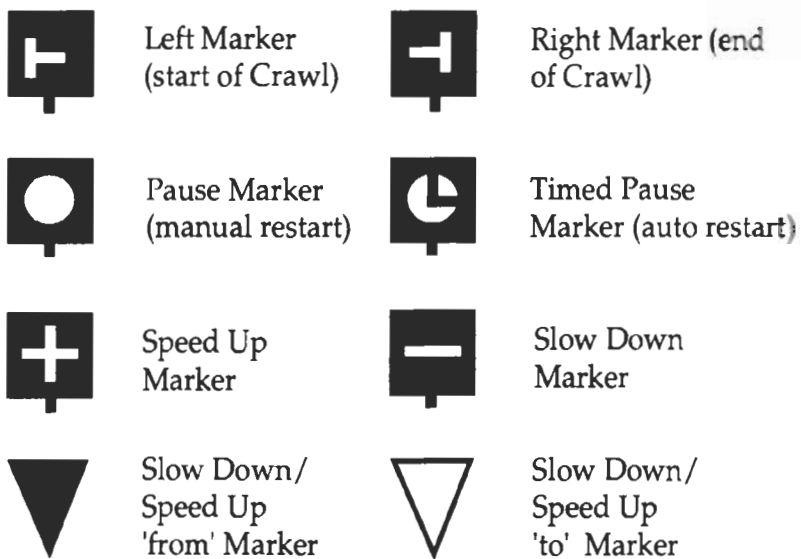 Left Marker
(start of Crawl)
Right Marker (end
of Crawl)
Pause Marker
(manual restart)
Timed Pause
Marker (auto restart)
Speed Up
Marker
Slow Down
Marker
Slow Down/
Speed Up
'from' Marker
Slow Down/
Speed Up
'to' Marker